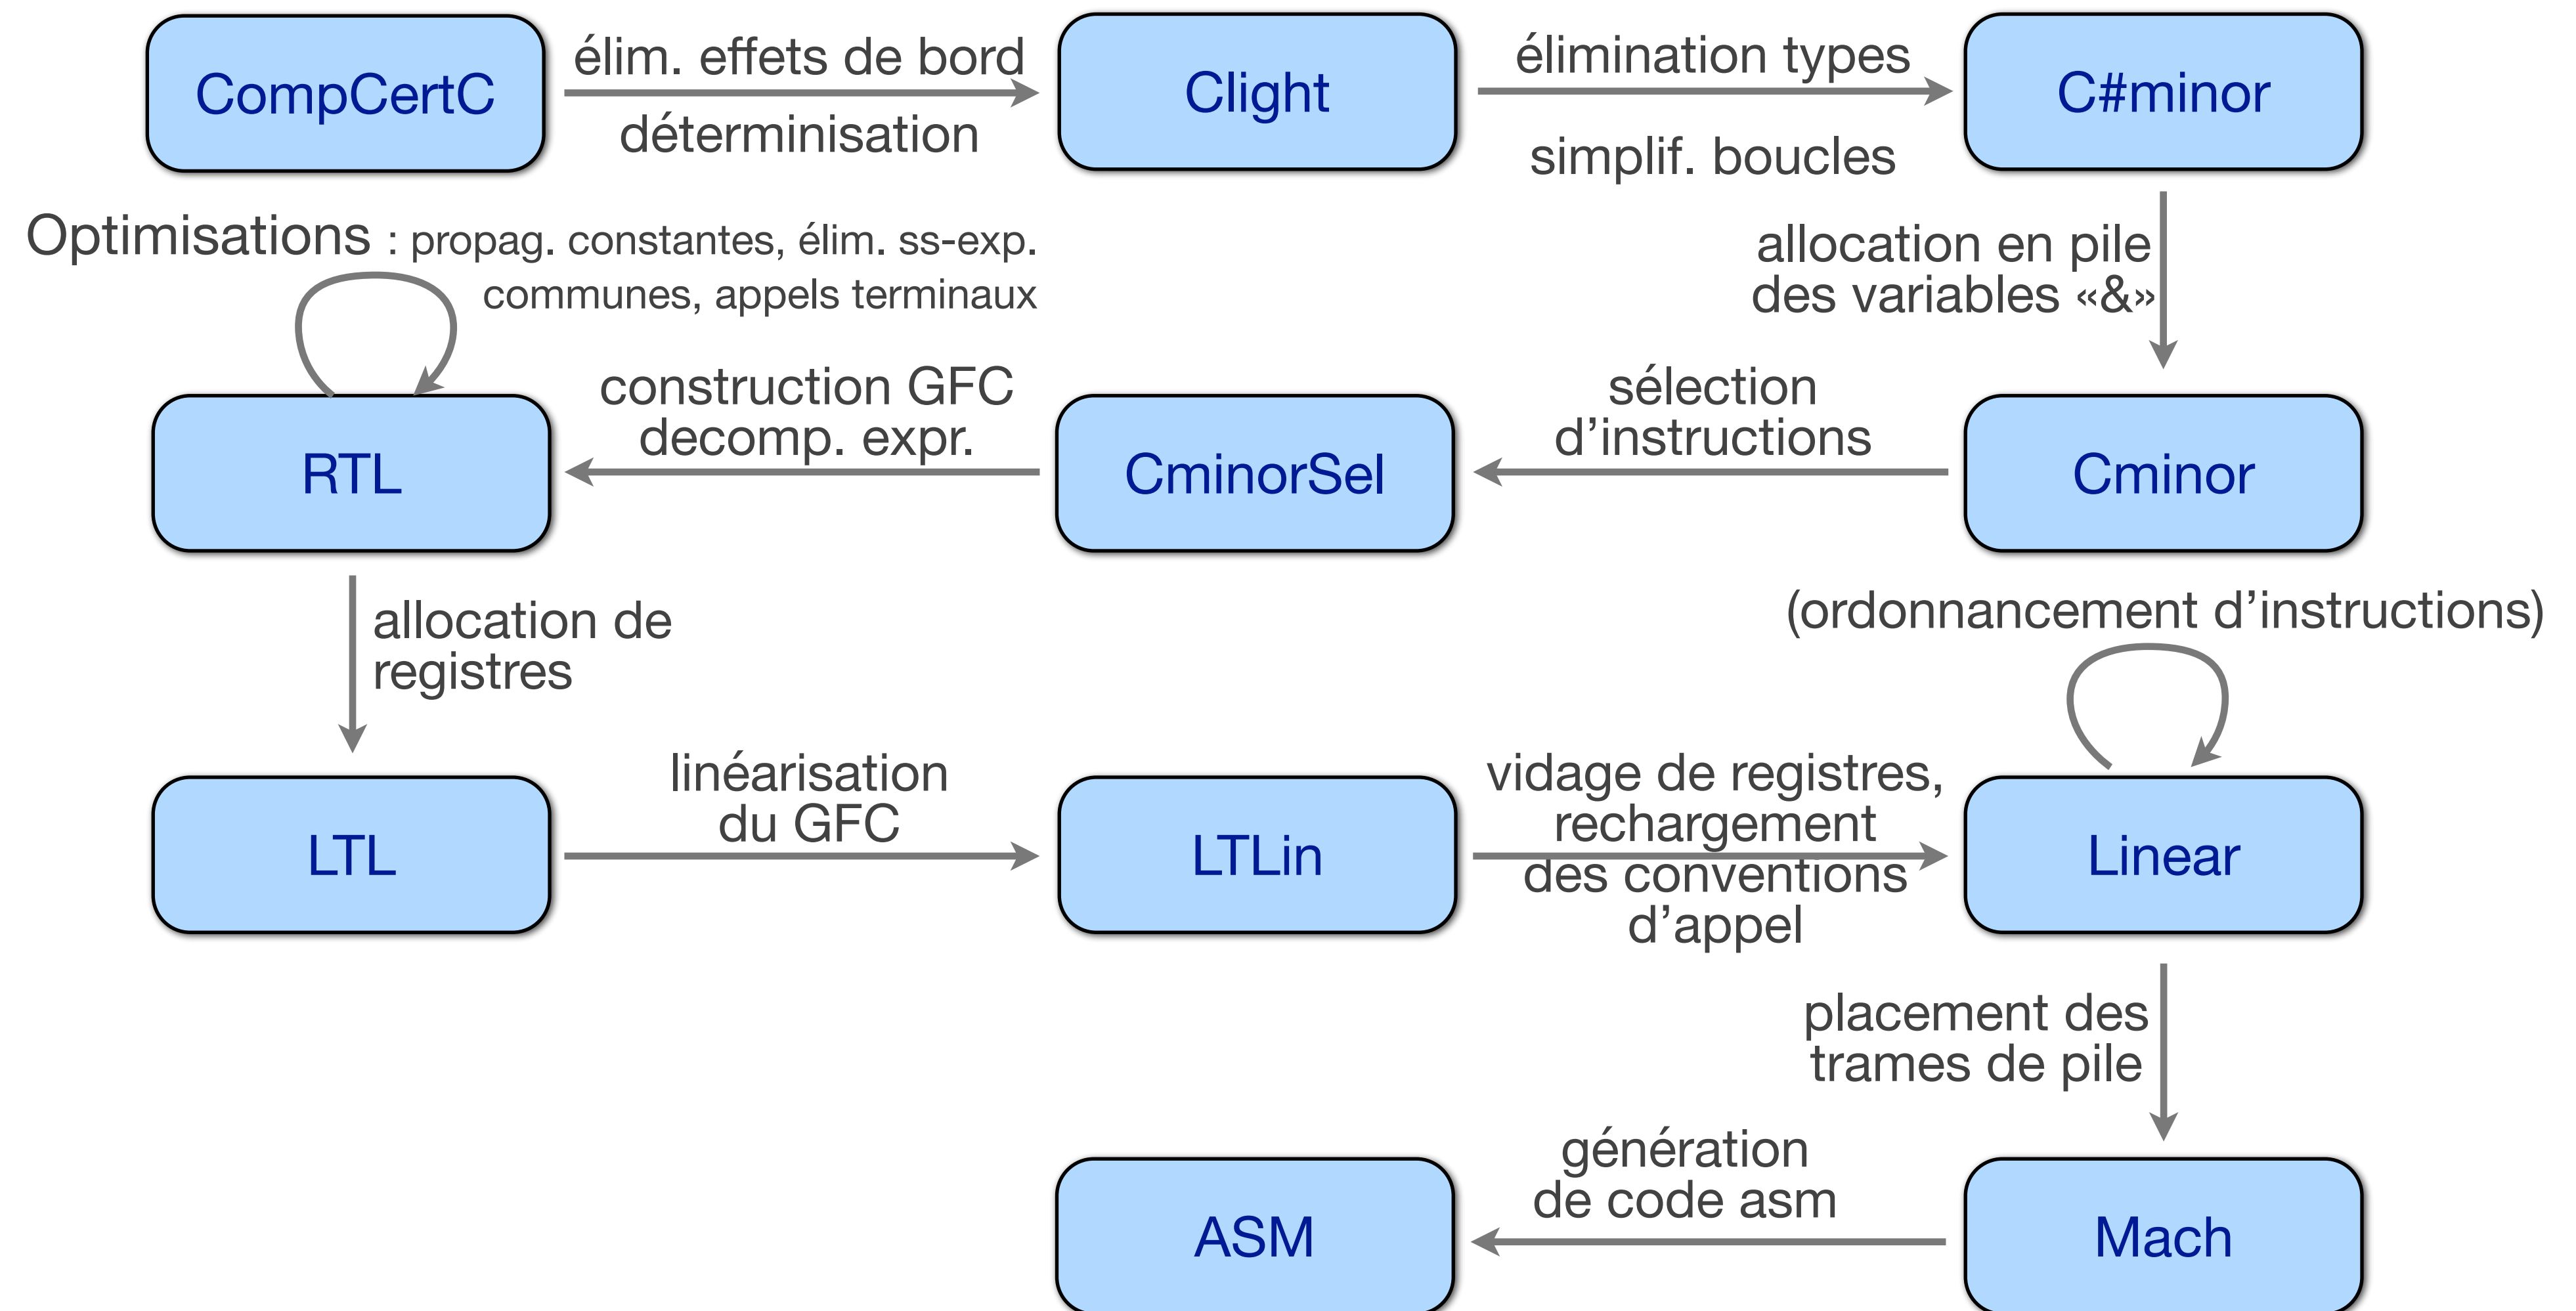 CompCertC
élim. effets de bord
déterminisation
Clight
élimination types
simplif. boucles
C#minor
Optimisations : propag. constantes, élim. ss-exp.
communes, appels terminaux
allocation en pile
des variables «&»
RTL
construction GFC
decomp. expr.
CminorSel
sélection
d’instructions
Cminor
allocation de
registres
(ordonnancement d’instructions)
LTL
linéarisation
du GFC
LTLin
vidage de registres,
rechargement
des conventions
d’appel
Linear
placement des
trames de pile
ASM
génération
de code asm
Mach